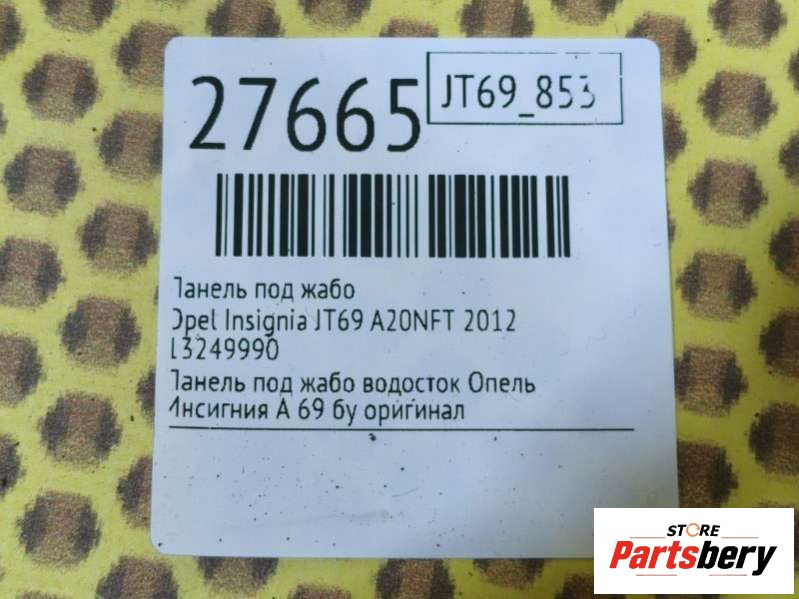 27665
JT69_853
Панель под жабо
Opel Insignia JT69 A20NFT 2012
13249990
Панель под жабо водосток Опель
Инсигния А 69 бу оригинал
STORE
Partsbery